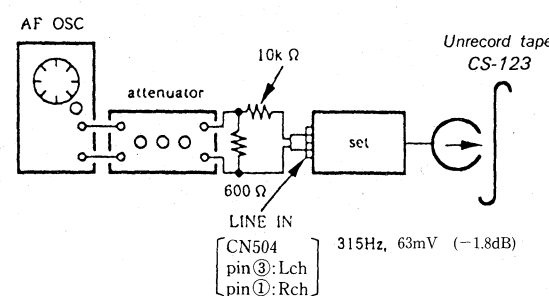 AF OSC
Unrecord tape
CS-123
10k Ω
attenuator
set
600 Ω
LINE IN
CN504
pin③:Lch
pin①:Rch
315Hz, 63mV (−1.8dB)